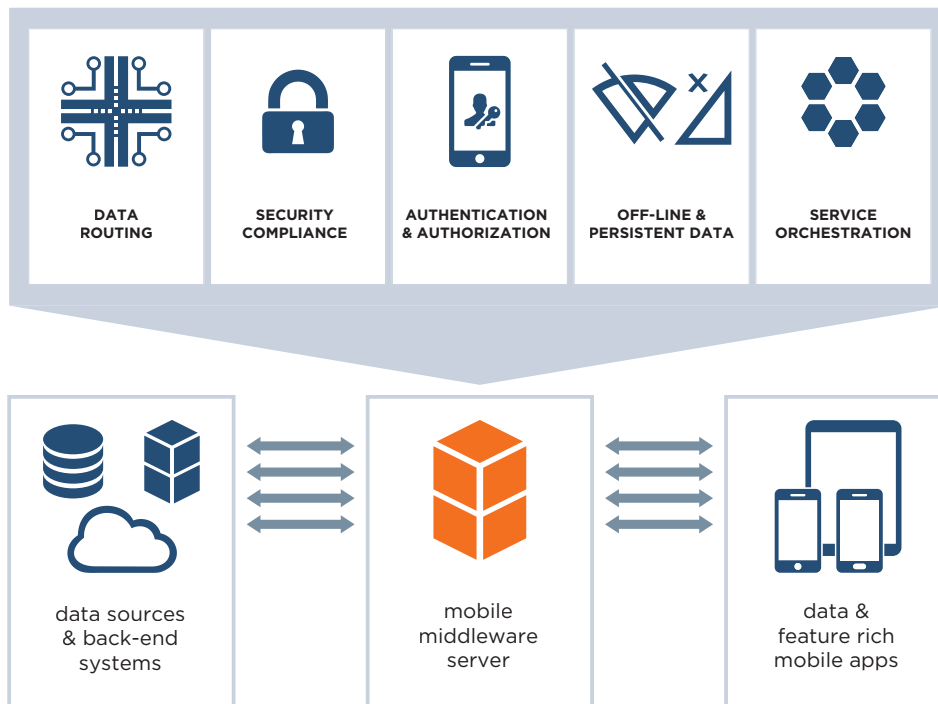 DATA
ROUTING
SECURITY
COMPLIANCE
AUTHENTICATION
& AUTHORIZATION
OFF-LINE &
PERSISTENT DATA
SERVICE
ORCHESTRATION
data sources
& back-end
systems
mobile
middleware
server
data &
feature rich
mobile apps